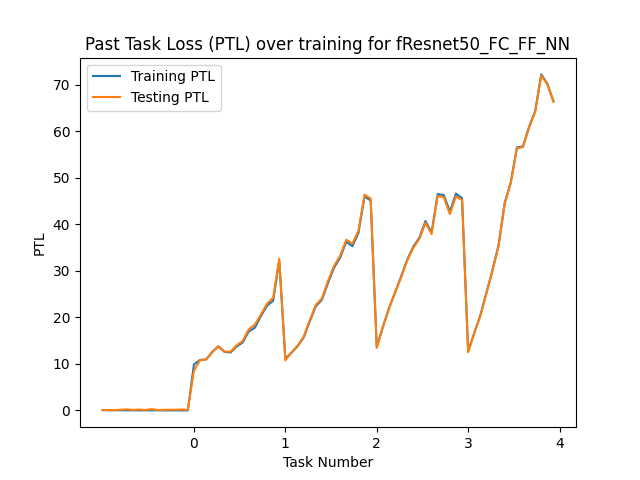 Past Task Loss (PTL) over training for fResnet50_FC_FF_NN
Training PTL
Testing PTL
PTL
70
60
50
40
30
20
10
0
0 1 2 3 4
Task Number